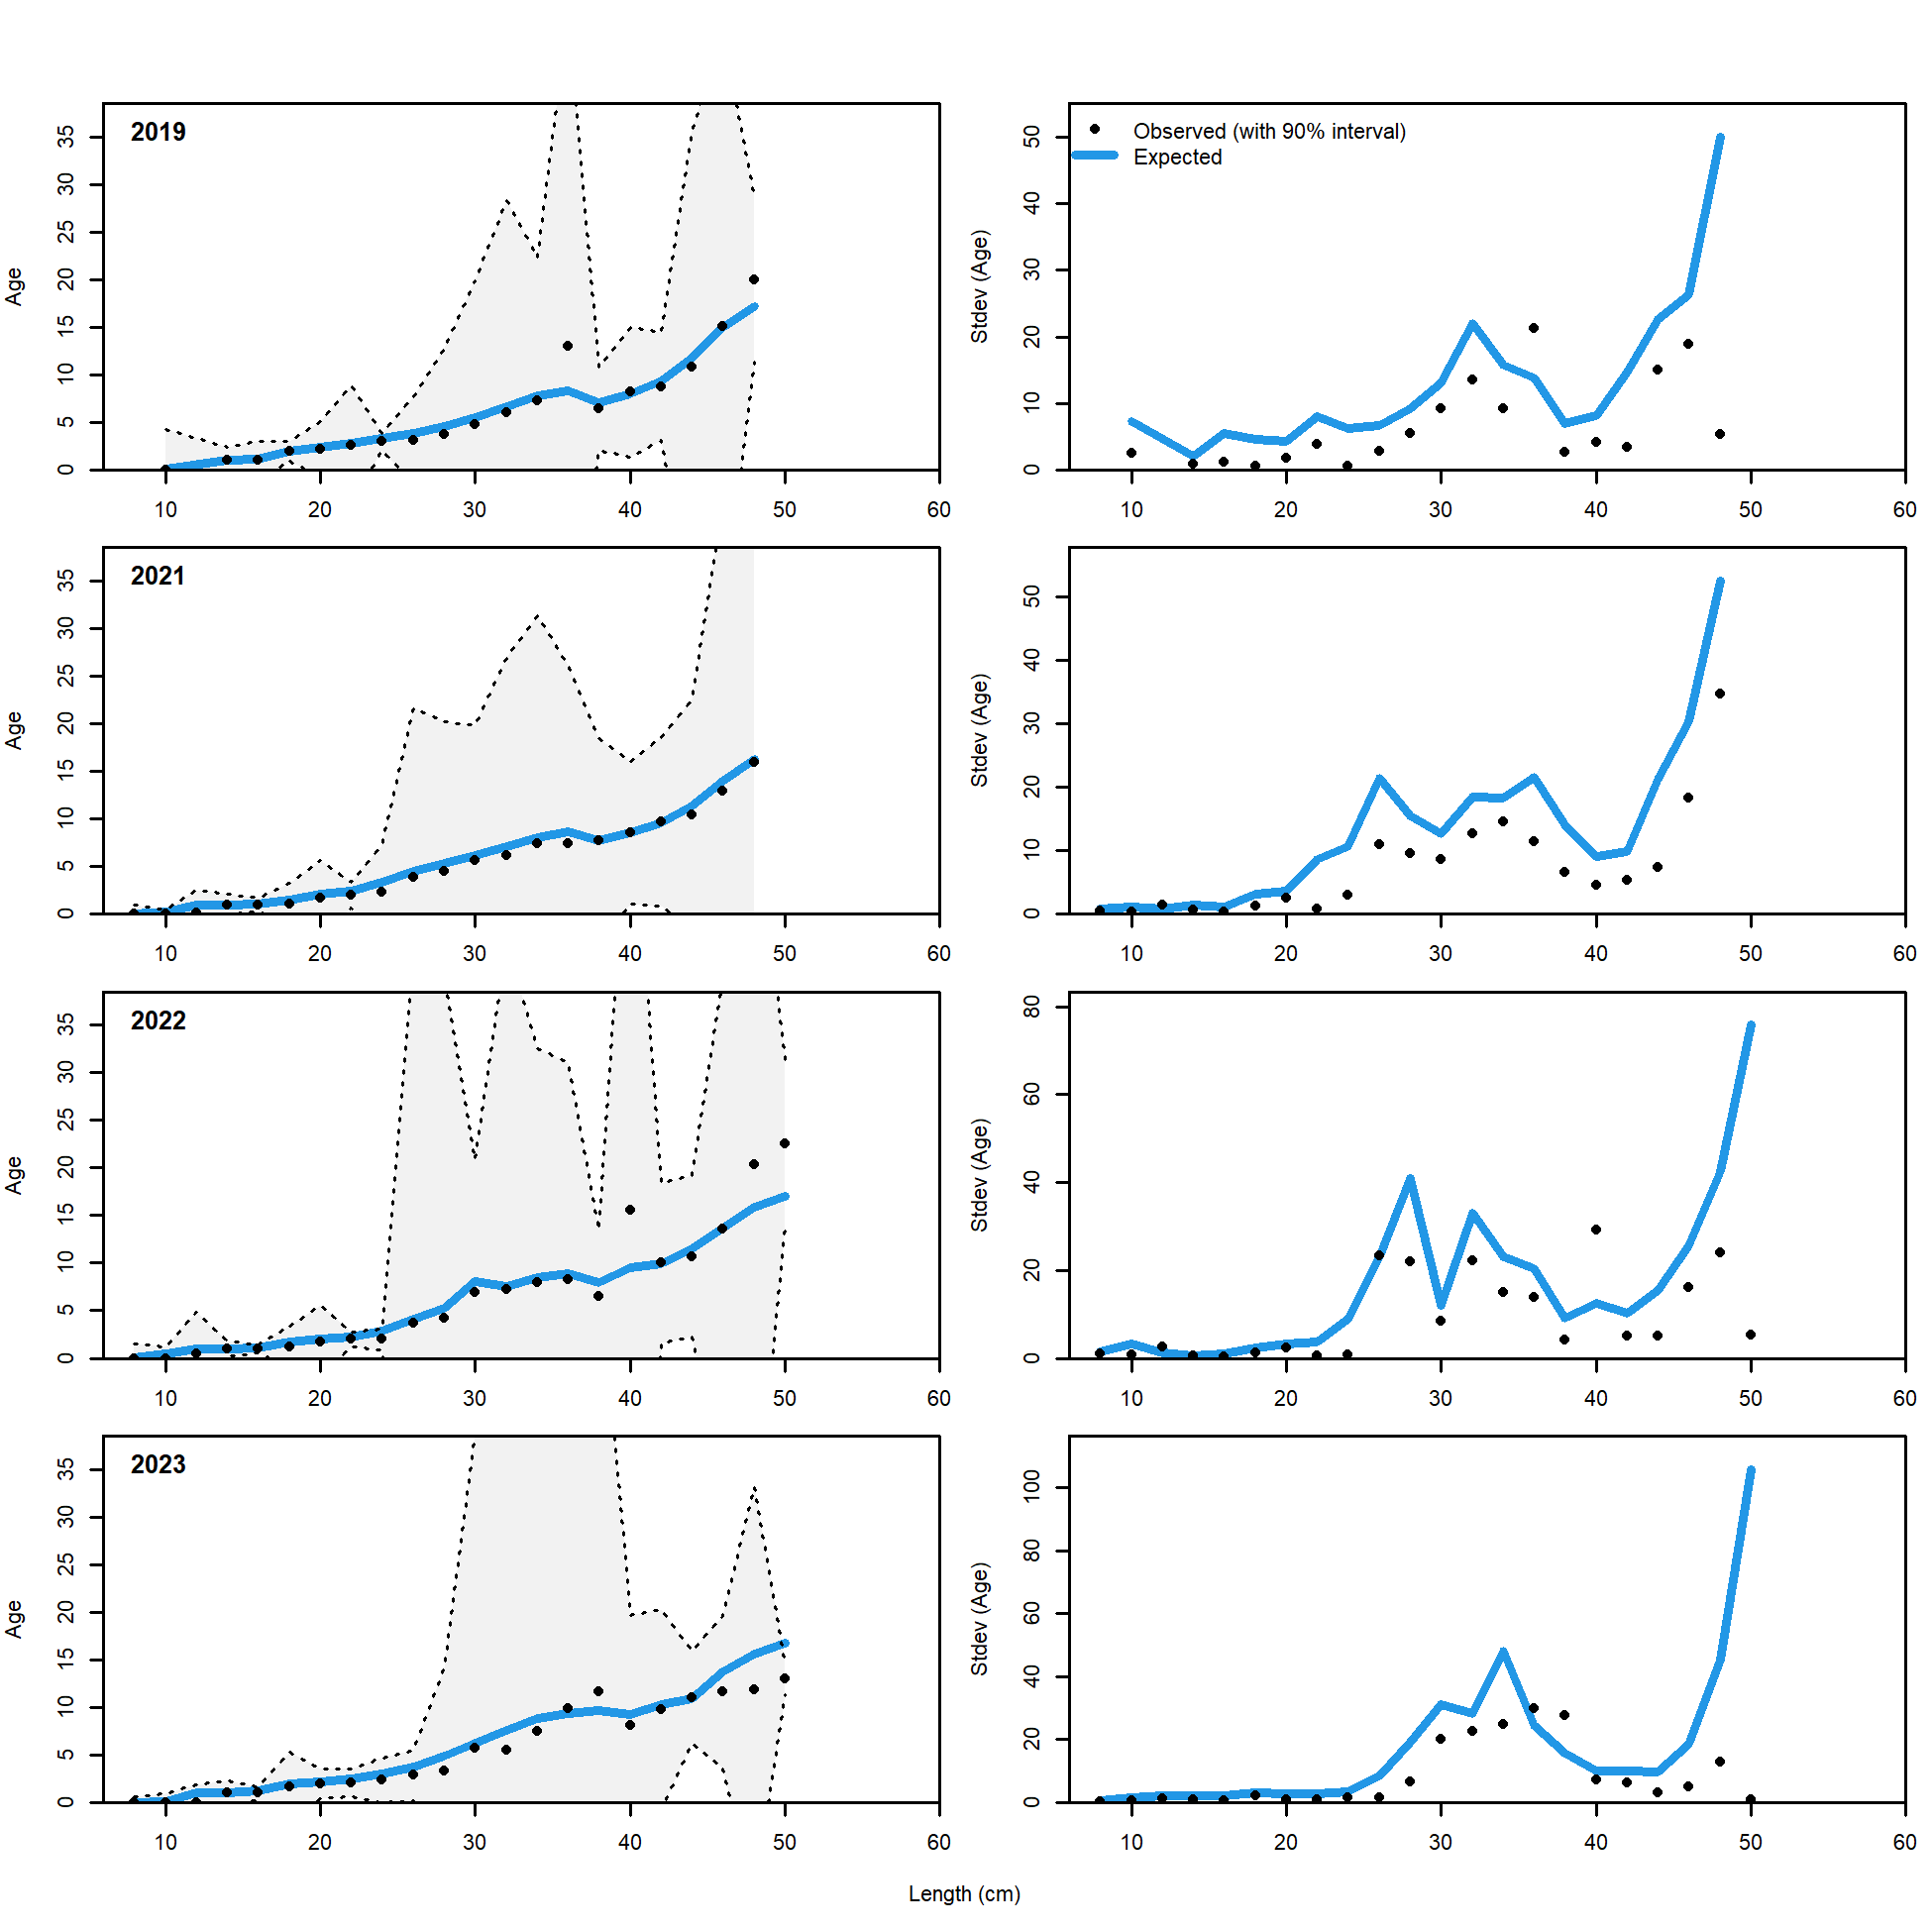 2019
Age
0 5 10 15 20 25 30 35
10 20 30 40 50 60
Observed (with 90% interval)
Expected
Stdev (Age)
0 10 20 30 40 50
10 20 30 40 50 60
2021
Age
0 5 10 15 20 25 30 35
10 20 30 40 50 60
Stdev (Age)
0 10 20 30 40 50
10 20 30 40 50 60
2022
Age
0 5 10 15 20 25 30 35
10 20 30 40 50 60
Stdev (Age)
0 20 40 60 80
10 20 30 40 50 60
2023
Age
0 5 10 15 20 25 30 35
10 20 30 40 50 60
Stdev (Age)
0 20 40 60 80 100
10 20 30 40 50 60
Length (cm)